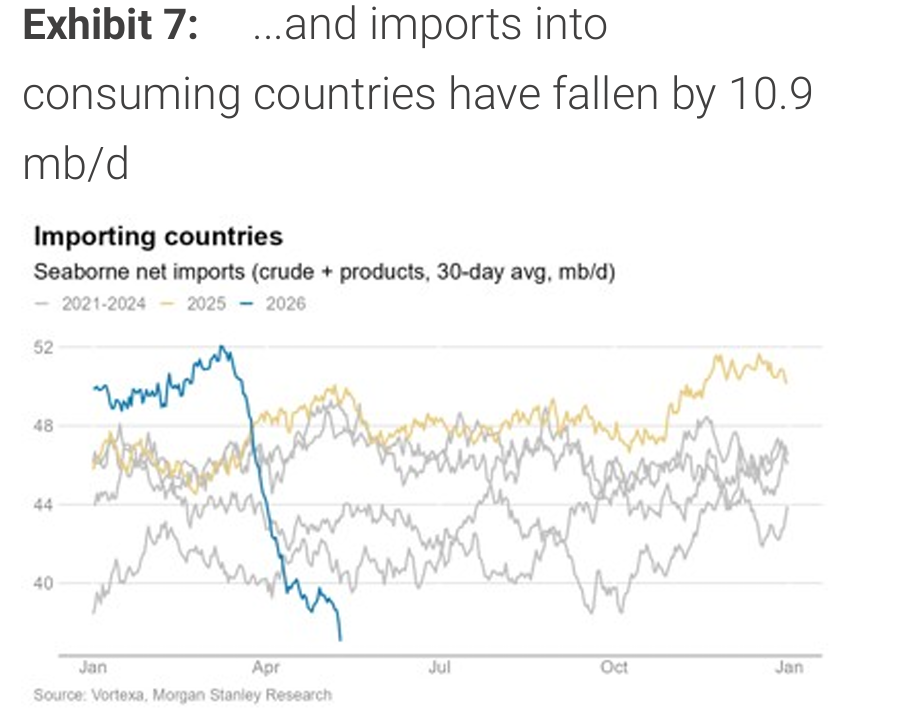 Exhibit 7: ...and imports into
consuming countries have fallen by 10.9
mb/d
Importing countries
Seaborne net imports (crude + products, 30-day avg, mb/d)
2021-2024 2025 2026
52
48
44
40
Jan Apr Jul Oct Jan
Source: Vortexa, Morgan Stanley Research